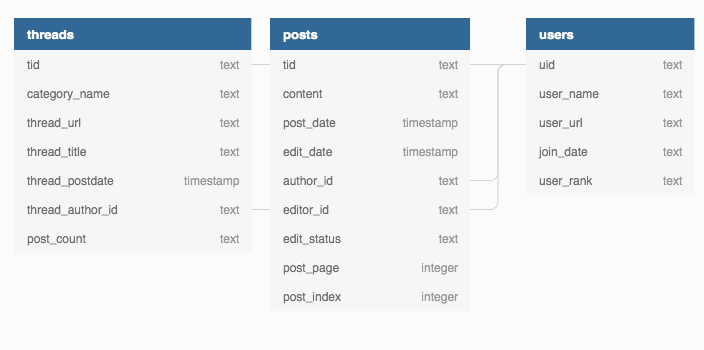 threads
tid text
category_name text
thread_url text
thread_title text
thread_postdate timestamp
thread_author_id text
post_count text
posts
tid text
content text
post_date timestamp
edit_date timestamp
author_id text
editor_id text
edit_status text
post_page integer
post_index integer
users
uid text
user_name text
user_url text
join_date text
user_rank text